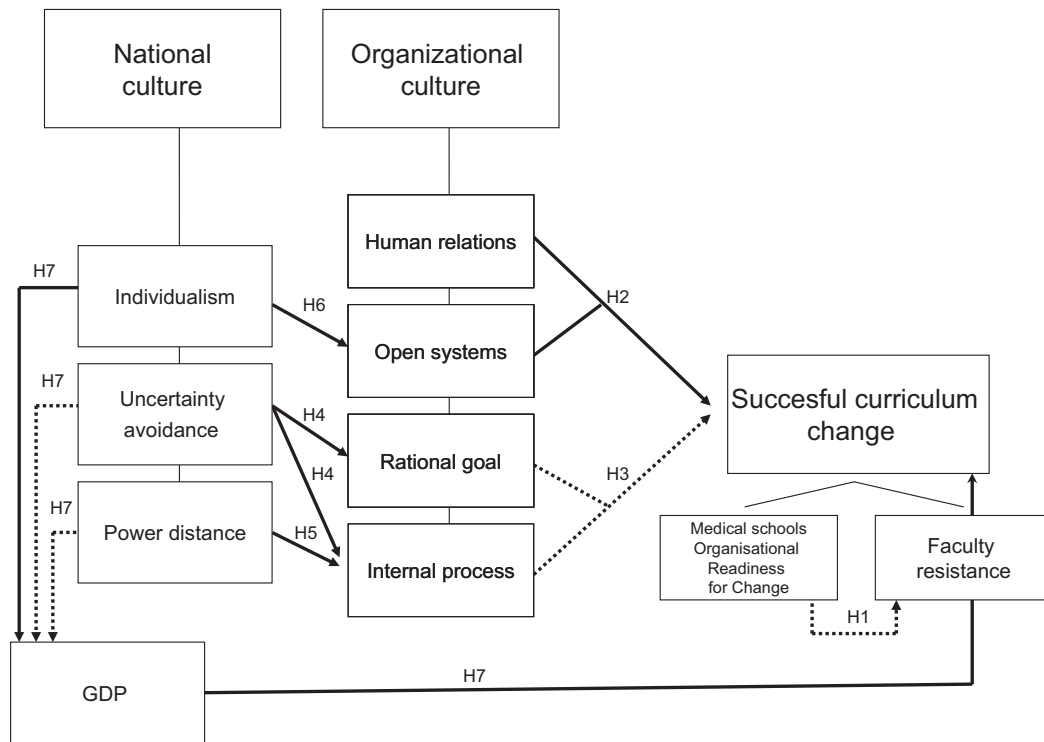 National
culture
Organizational
culture
Human relations
H7
Individualism
H6
H2
Open systems
H7
Uncertainty
avoidance
H4
Succesful curriculum
change
H4
Rational goal
H3
H7
Power distance
H5
Internal process
Medical schools
Organisational
Readiness
for Change
Faculty
resistance
H1
GDP
H7